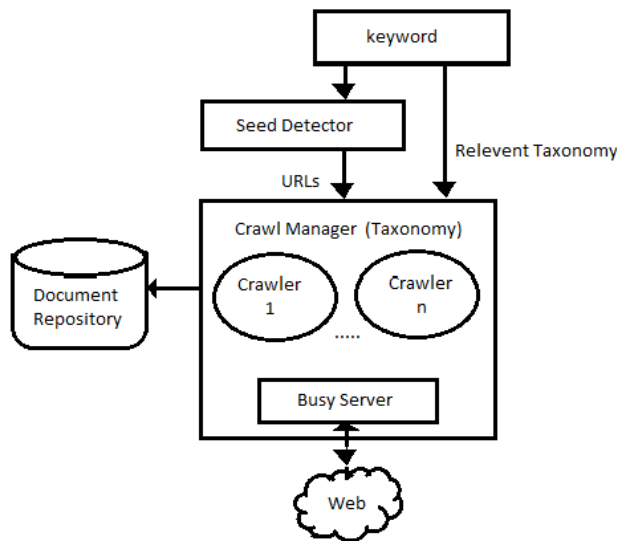 keyword
Seed Detector
Relevent Taxonomy
URLs
Crawl Manager (Taxonomy)
Crawler
1
Crawler
n
.....
Document
Repository
Busy Server
Web